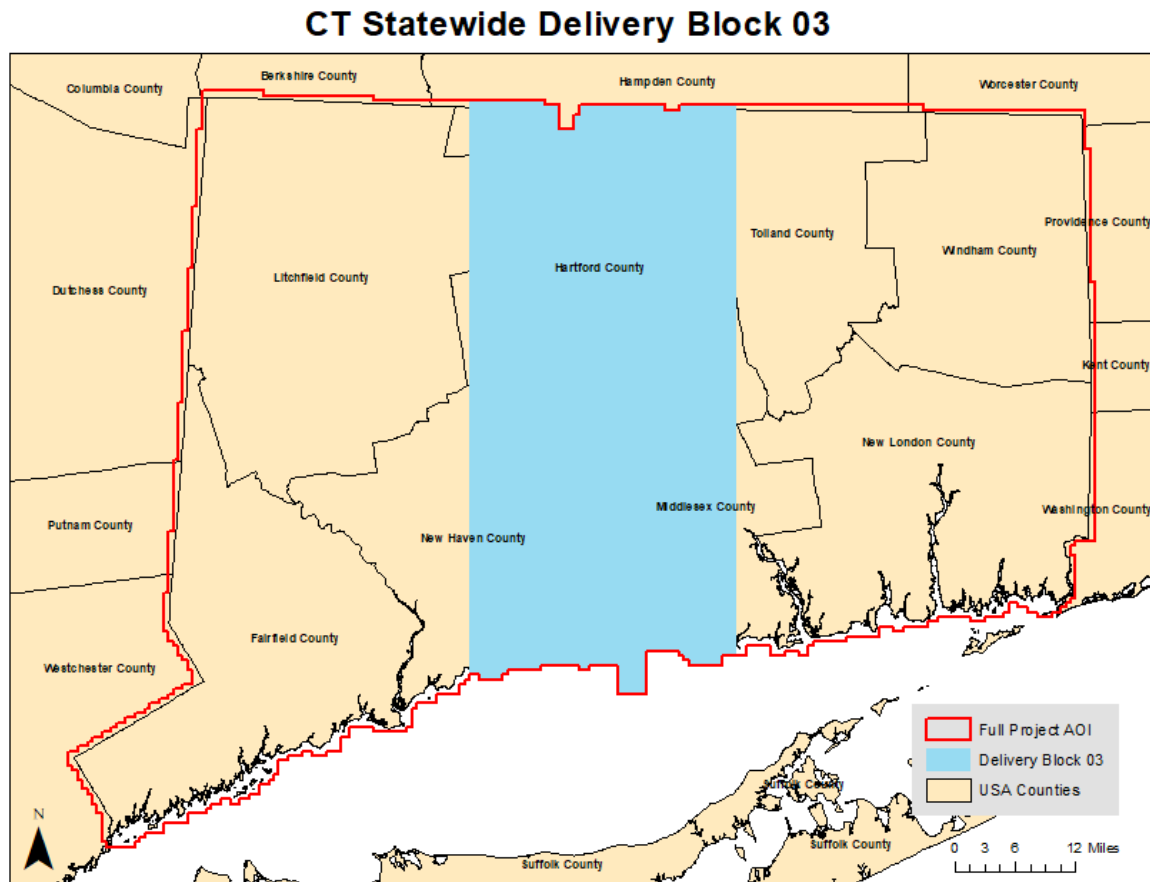 CT Statewide Delivery Block 03
Columbia County
Berkshire County
Hampden County
Worcester County
Providence County
Tolland County
Windham County
Hartford County
Litchfield County
Dutchess County
Kent County
New London County
Middlesex County
Washington County
Putnam County
New Haven County
Fairfield County
Westchester County
Full Project AOI
Delivery Block 03
USA Counties
Suffolk County
Suffolk County
Suffolk County
N
0 3 6 12 Miles